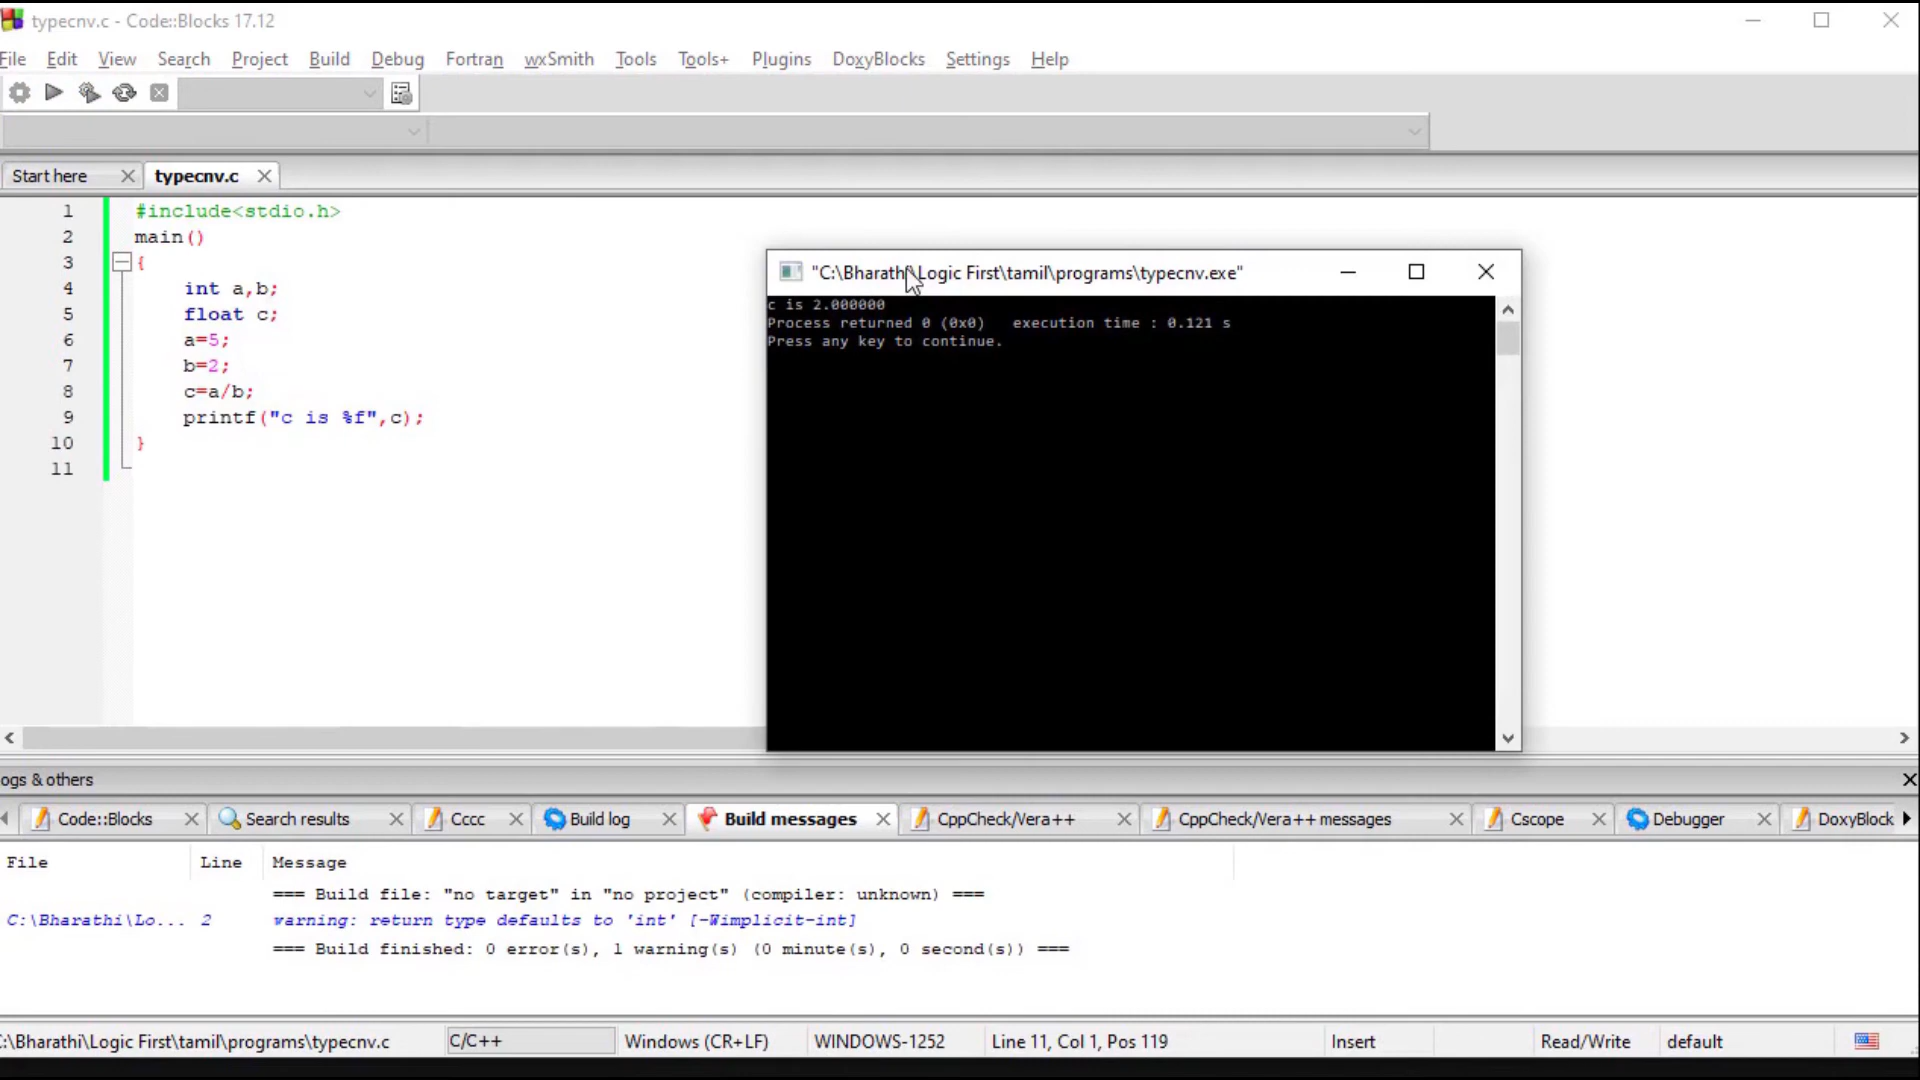 typecnv.c - Code::Blocks 17.12
File Edit View Search Project Build Debug Fortran wxSmith Tools Tools+ Plugins DoxyBlocks Settings Help
Start here typecnv.c
1 #include<stdio.h>
2 main()
3 {
4 int a,b;
5 float c;
6 a=5;
7 b=2;
8 c=a/b;
9 printf("c is %f",c);
10 }
11
"C:\Bharathi\Logic First\tamil\programs\typecnv.exe"
c is 2.000000
Process returned 0 (0x0) execution time : 0.121 s
Press any key to continue.
ogs & others
Code::Blocks Search results Cccc Build log Build messages CppCheck/Vera++ CppCheck/Vera++ messages Cscope Debugger DoxyBlock
File Line Message
=== Build file: "no target" in "no project" (compiler: unknown) ===
C:\Bharathi\Lo... 2 warning: return type defaults to 'int' [-Wimplicit-int]
=== Build finished: 0 error(s), 1 warning(s) (0 minute(s), 0 second(s)) ===
:\Bharathi\Logic First\tamil\programs\typecnv.c C/C++ Windows (CR+LF) WINDOWS-1252 Line 11, Col 1, Pos 119 Insert Read/Write default